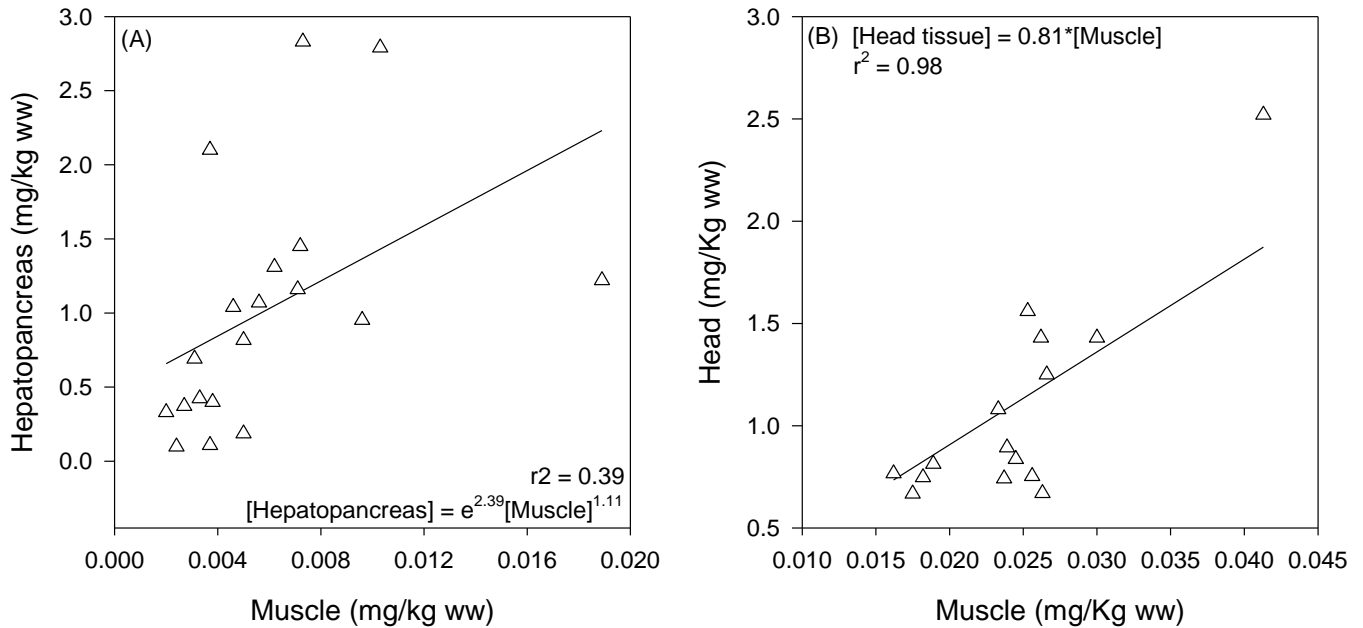 (A)
3.0
2.5
2.0
1.5
1.0
0.5
0.0
Hepatopancreas (mg/kg ww)
r2 = 0.39
[Hepatopancreas] = e^2.39[Muscle]^1.11
0.000 0.004 0.008 0.012 0.016 0.020
Muscle (mg/kg ww)
(B) [Head tissue] = 0.81*[Muscle]
r² = 0.98
3.0
2.5
2.0
1.5
1.0
0.5
Head (mg/Kg ww)
0.010 0.015 0.020 0.025 0.030 0.035 0.040 0.045
Muscle (mg/Kg ww)